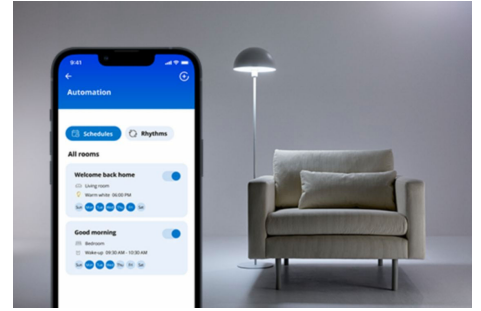 9:41
Automation
Schedules
Rhythms
All rooms
Welcome back home
Living room
Warm white 06:00 PM
Sun Mon Tue Wed Thu Fri Sat
Good morning
Bedroom
Wake-up 09:30 AM - 10:30 AM
Sun Mon Tue Wed Thu Fri Sat